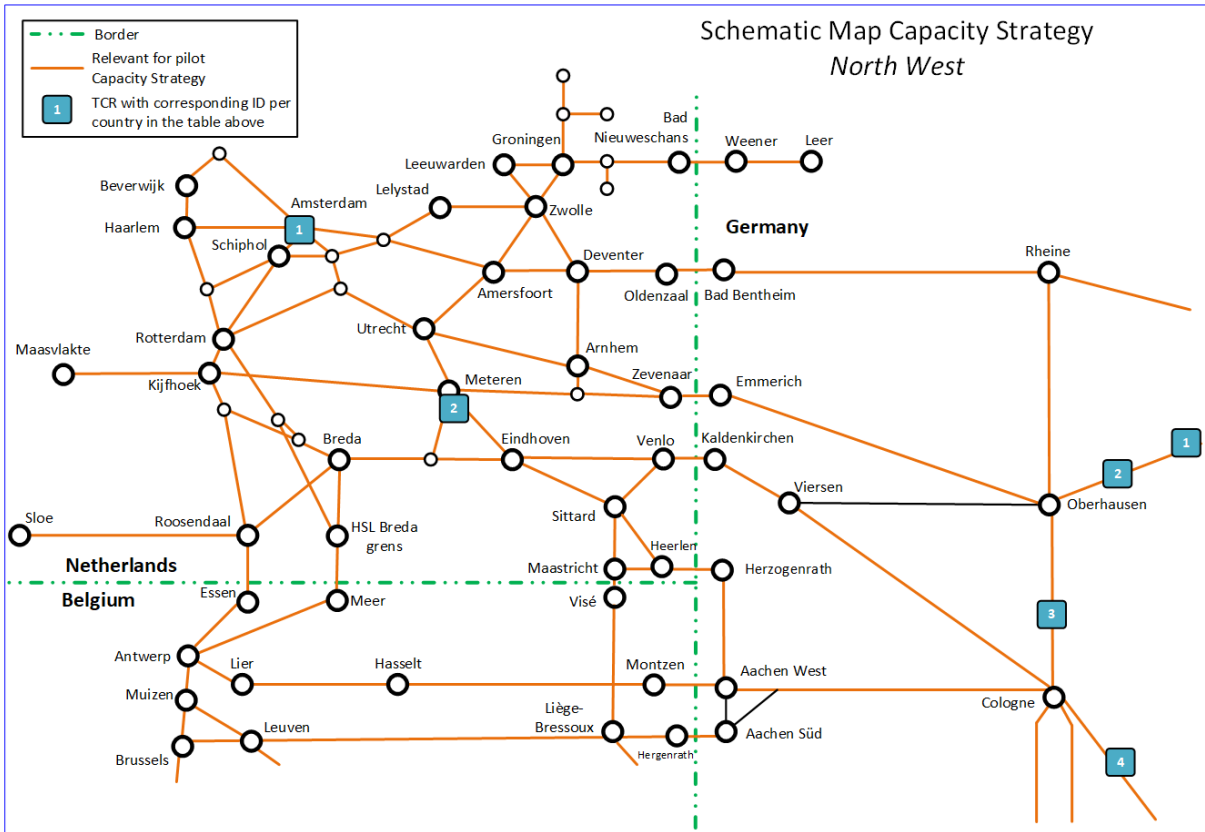 Schematic Map Capacity Strategy
North West
Border
Relevant for pilot
Capacity Strategy
1
TCR with corresponding ID per
country in the table above
Groningen
Bad
Nieuweschans
Weener
Leer
Leeuwarden
Beverwijk
Lelystad
Zwolle
Amsterdam
1
Haarlem
Germany
Schiphol
Deventer
Rheine
Amersfoort
Oldenzaal
Bad Bentheim
Utrecht
Rotterdam
Arnhem
Maasvlakte
Kijfhoek
Meteren
Zevenaar
Emmerich
2
Breda
Eindhoven
Venlo
Kaldenkirchen
1
2
Viersen
Oberhausen
Sloe
Roosendaal
HSL Breda
grens
Sittard
Heerlen
Netherlands
Maastricht
Herzogenrath
Belgium
Essen
Meer
Visé
3
Antwerp
Lier
Hasselt
Montzen
Aachen West
Muizen
Cologne
Leuven
Liège-
Bressoux
Aachen Süd
Brussels
Hergenrath
4